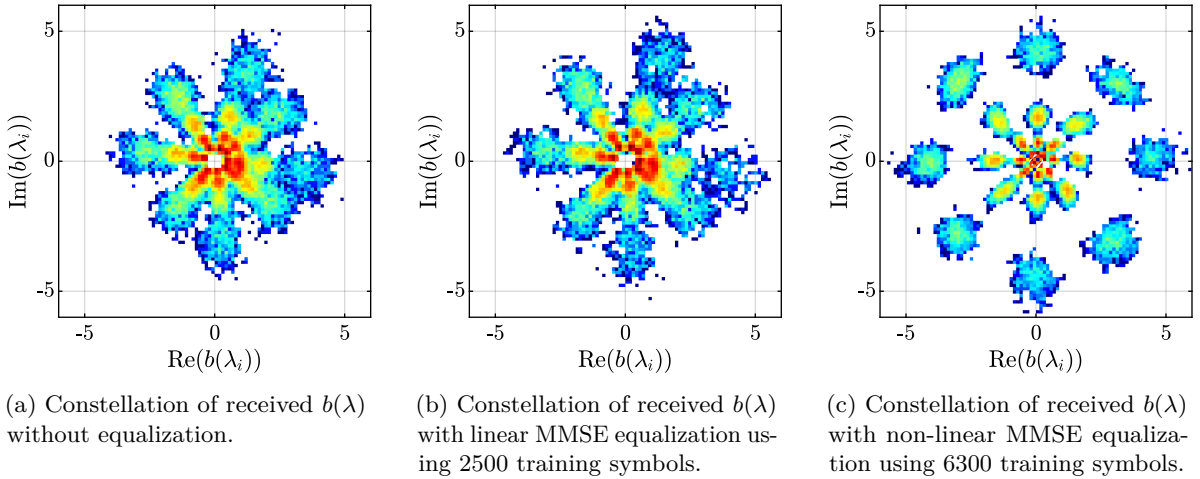 5
0
-5
-5
0
5
Im(b(λᵢ))
Re(b(λᵢ))
5
0
-5
-5
0
5
Im(b(λᵢ))
Re(b(λᵢ))
5
0
-5
-5
0
5
Im(b(λᵢ))
Re(b(λᵢ))
(a) Constellation of received b(λ)
without equalization.
(b) Constellation of received b(λ)
with linear MMSE equalization us-
ing 2500 training symbols.
(c) Constellation of received b(λ)
with non-linear MMSE equaliza-
tion using 6300 training symbols.